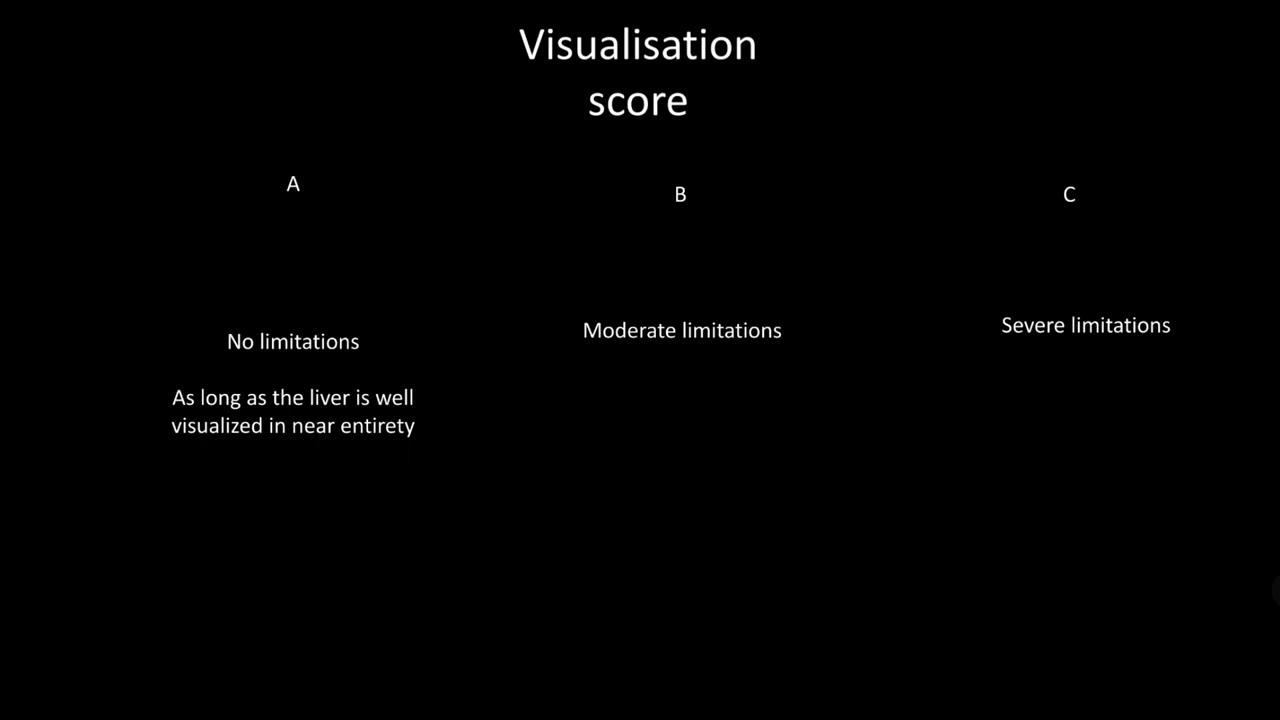 Visualisation
score
A
B
C
No limitations
Moderate limitations
Severe limitations
As long as the liver is well
visualized in near entirety